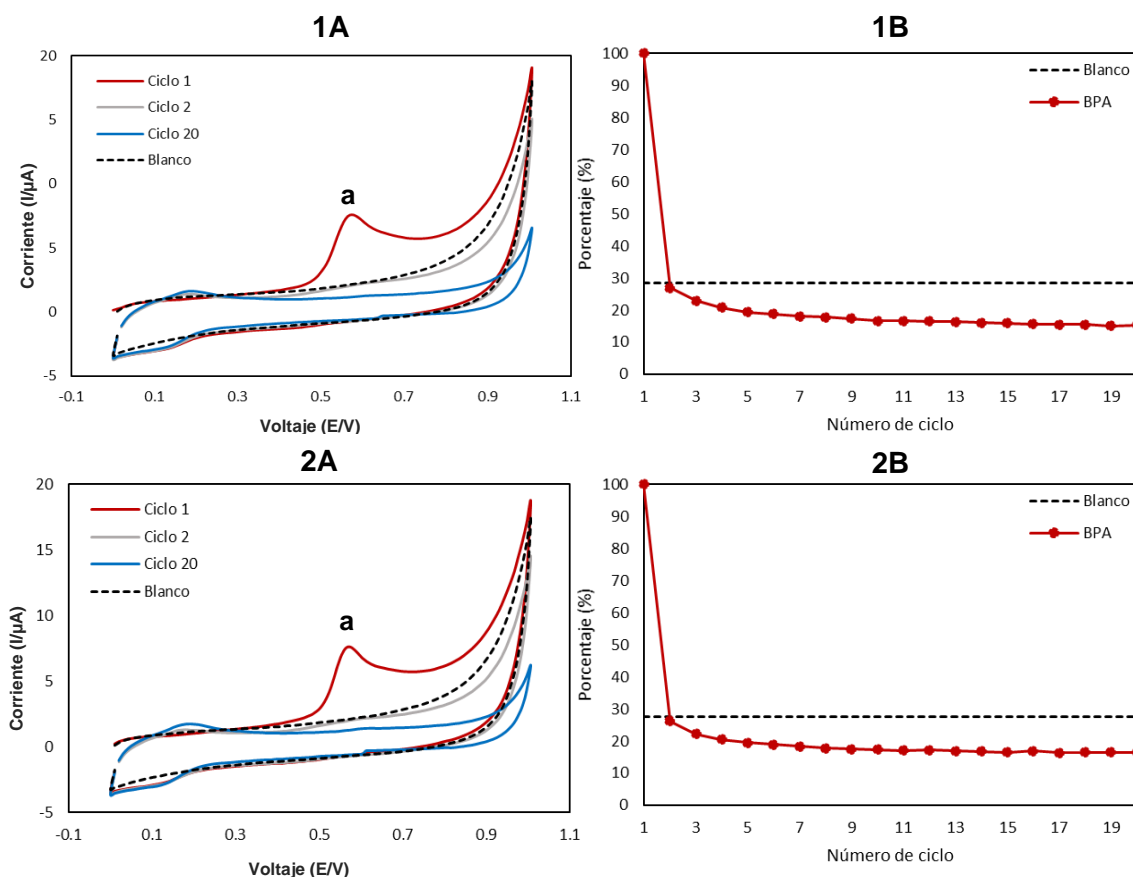 1A
20
5
0
5
0
-5
Corriente (I/µA)
Ciclo 1
Ciclo 2
Ciclo 20
Blanco
a
-0.1 0.1 0.3 0.5 0.7 0.9 1.1
Voltaje (E/V)
1B
100
90
80
70
60
50
40
30
20
10
0
Porcentaje (%)
Blanco
BPA
1 3 5 7 9 11 13 15 17 19
Número de ciclo
2A
20
15
10
5
0
-5
Corriente (I/µA)
Ciclo 1
Ciclo 2
Ciclo 20
Blanco
a
-0.1 0.1 0.3 0.5 0.7 0.9 1.1
Voltaje (E/V)
2B
100
90
80
70
60
50
40
30
20
10
0
Porcentaje (%)
Blanco
BPA
1 3 5 7 9 11 13 15 17 19
Número de ciclo